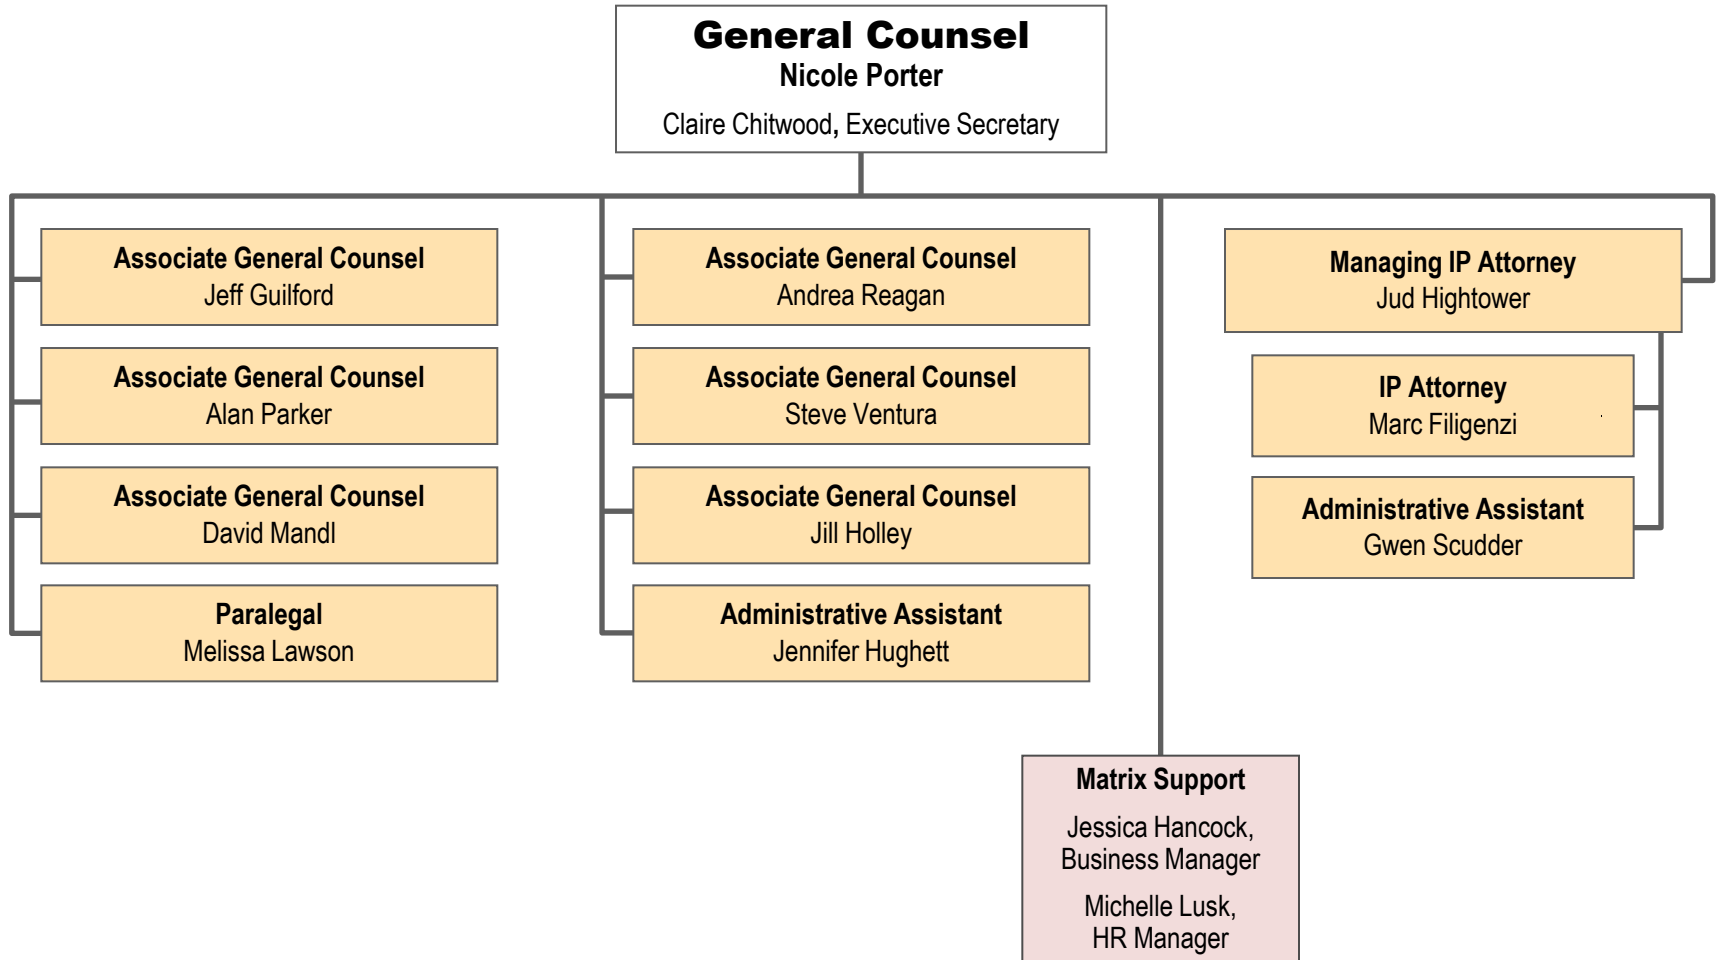 General Counsel
Nicole Porter
Claire Chitwood, Executive Secretary
Associate General Counsel
Jeff Guilford
Associate General Counsel
Alan Parker
Associate General Counsel
David Mandl
Paralegal
Melissa Lawson
Associate General Counsel
Andrea Reagan
Associate General Counsel
Steve Ventura
Associate General Counsel
Jill Holley
Administrative Assistant
Jennifer Hughett
Managing IP Attorney
Jud Hightower
IP Attorney
Marc Filigenzi
Administrative Assistant
Gwen Scudder
Matrix Support
Jessica Hancock,
Business Manager
Michelle Lusk,
HR Manager